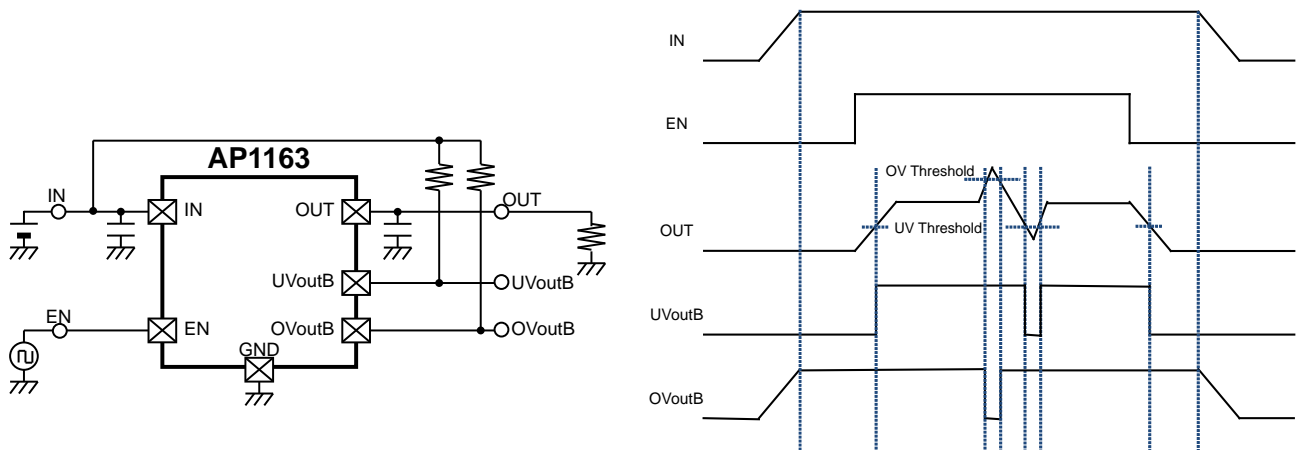 AP1163
IN
IN
OUT
OUT
UVoutB
UVoutB
EN
EN
OVoutB
OVoutB
GND
IN
EN
OV Threshold
OUT
UV Threshold
UVoutB
OVoutB